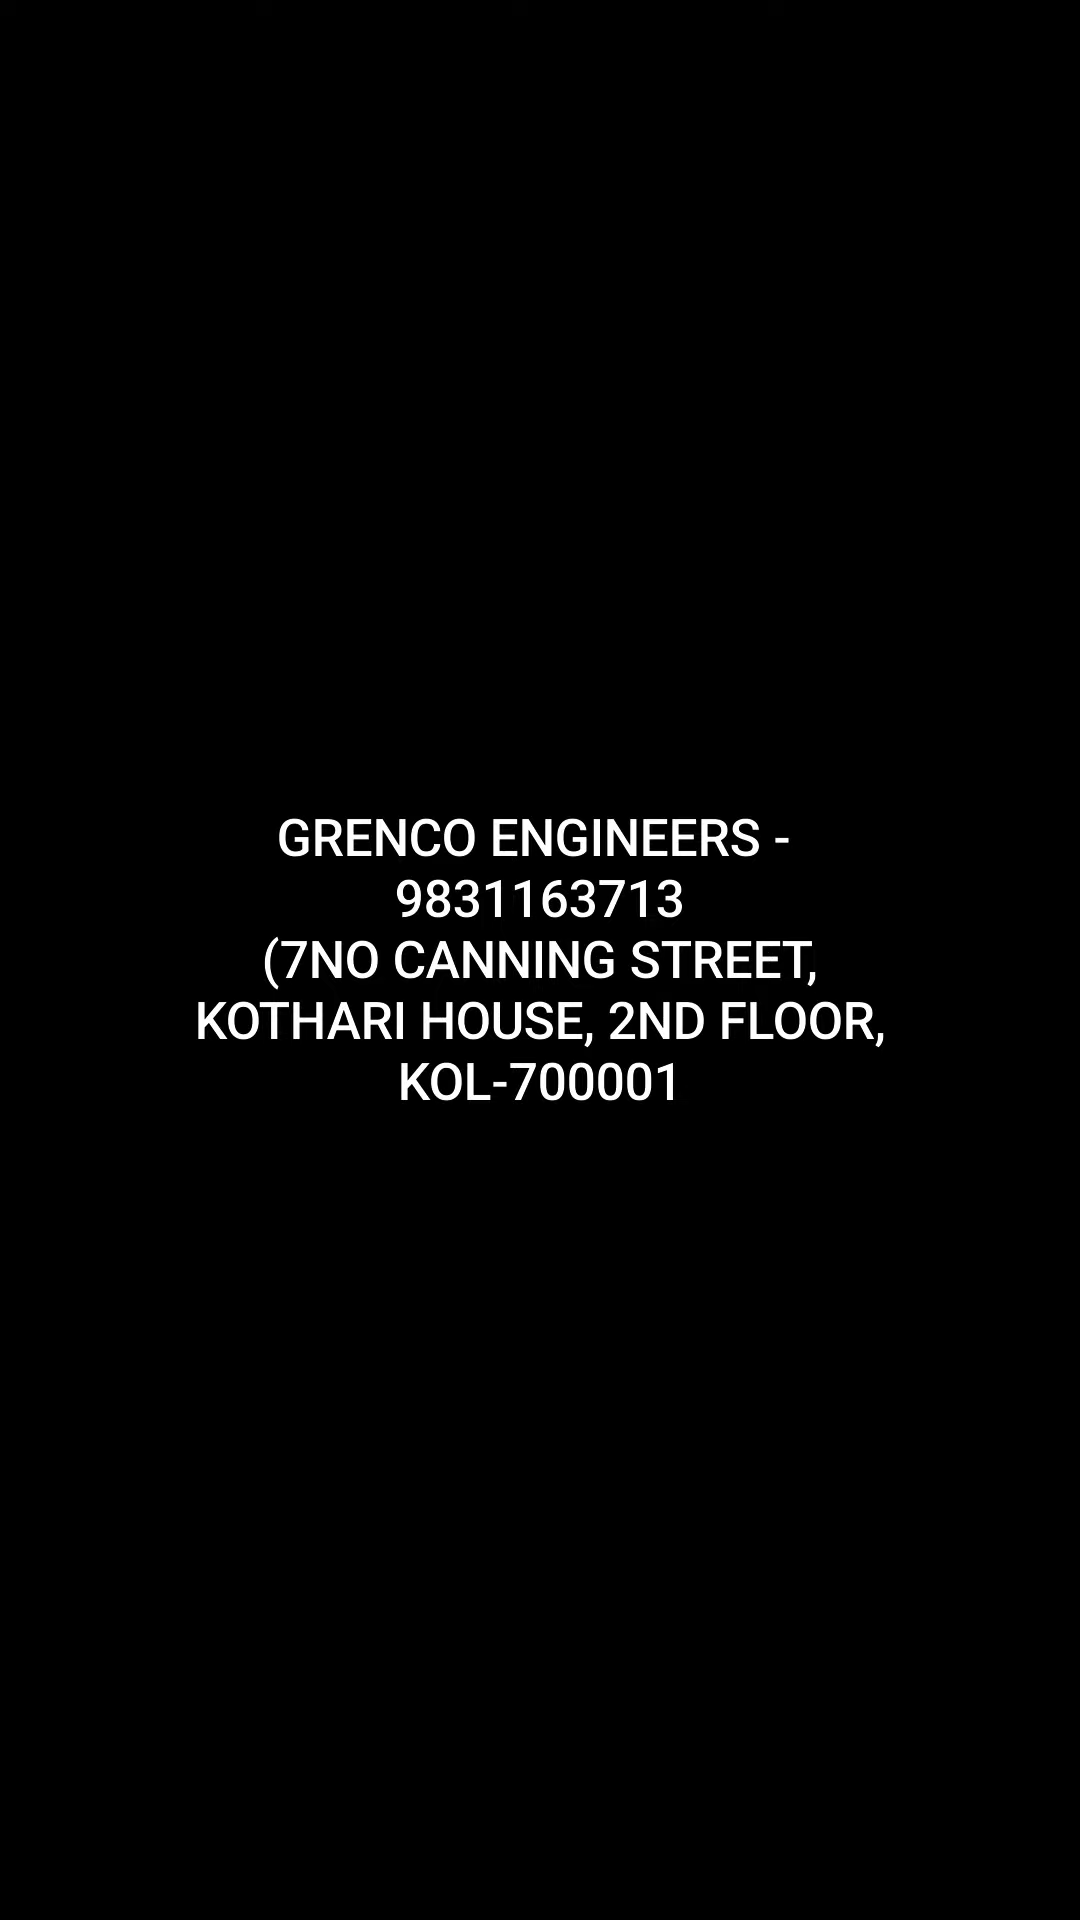 GRENCO ENGINEERS -
9831163713
(7NO CANNING STREET,
KOTHARI HOUSE, 2ND FLOOR,
KOL-700001